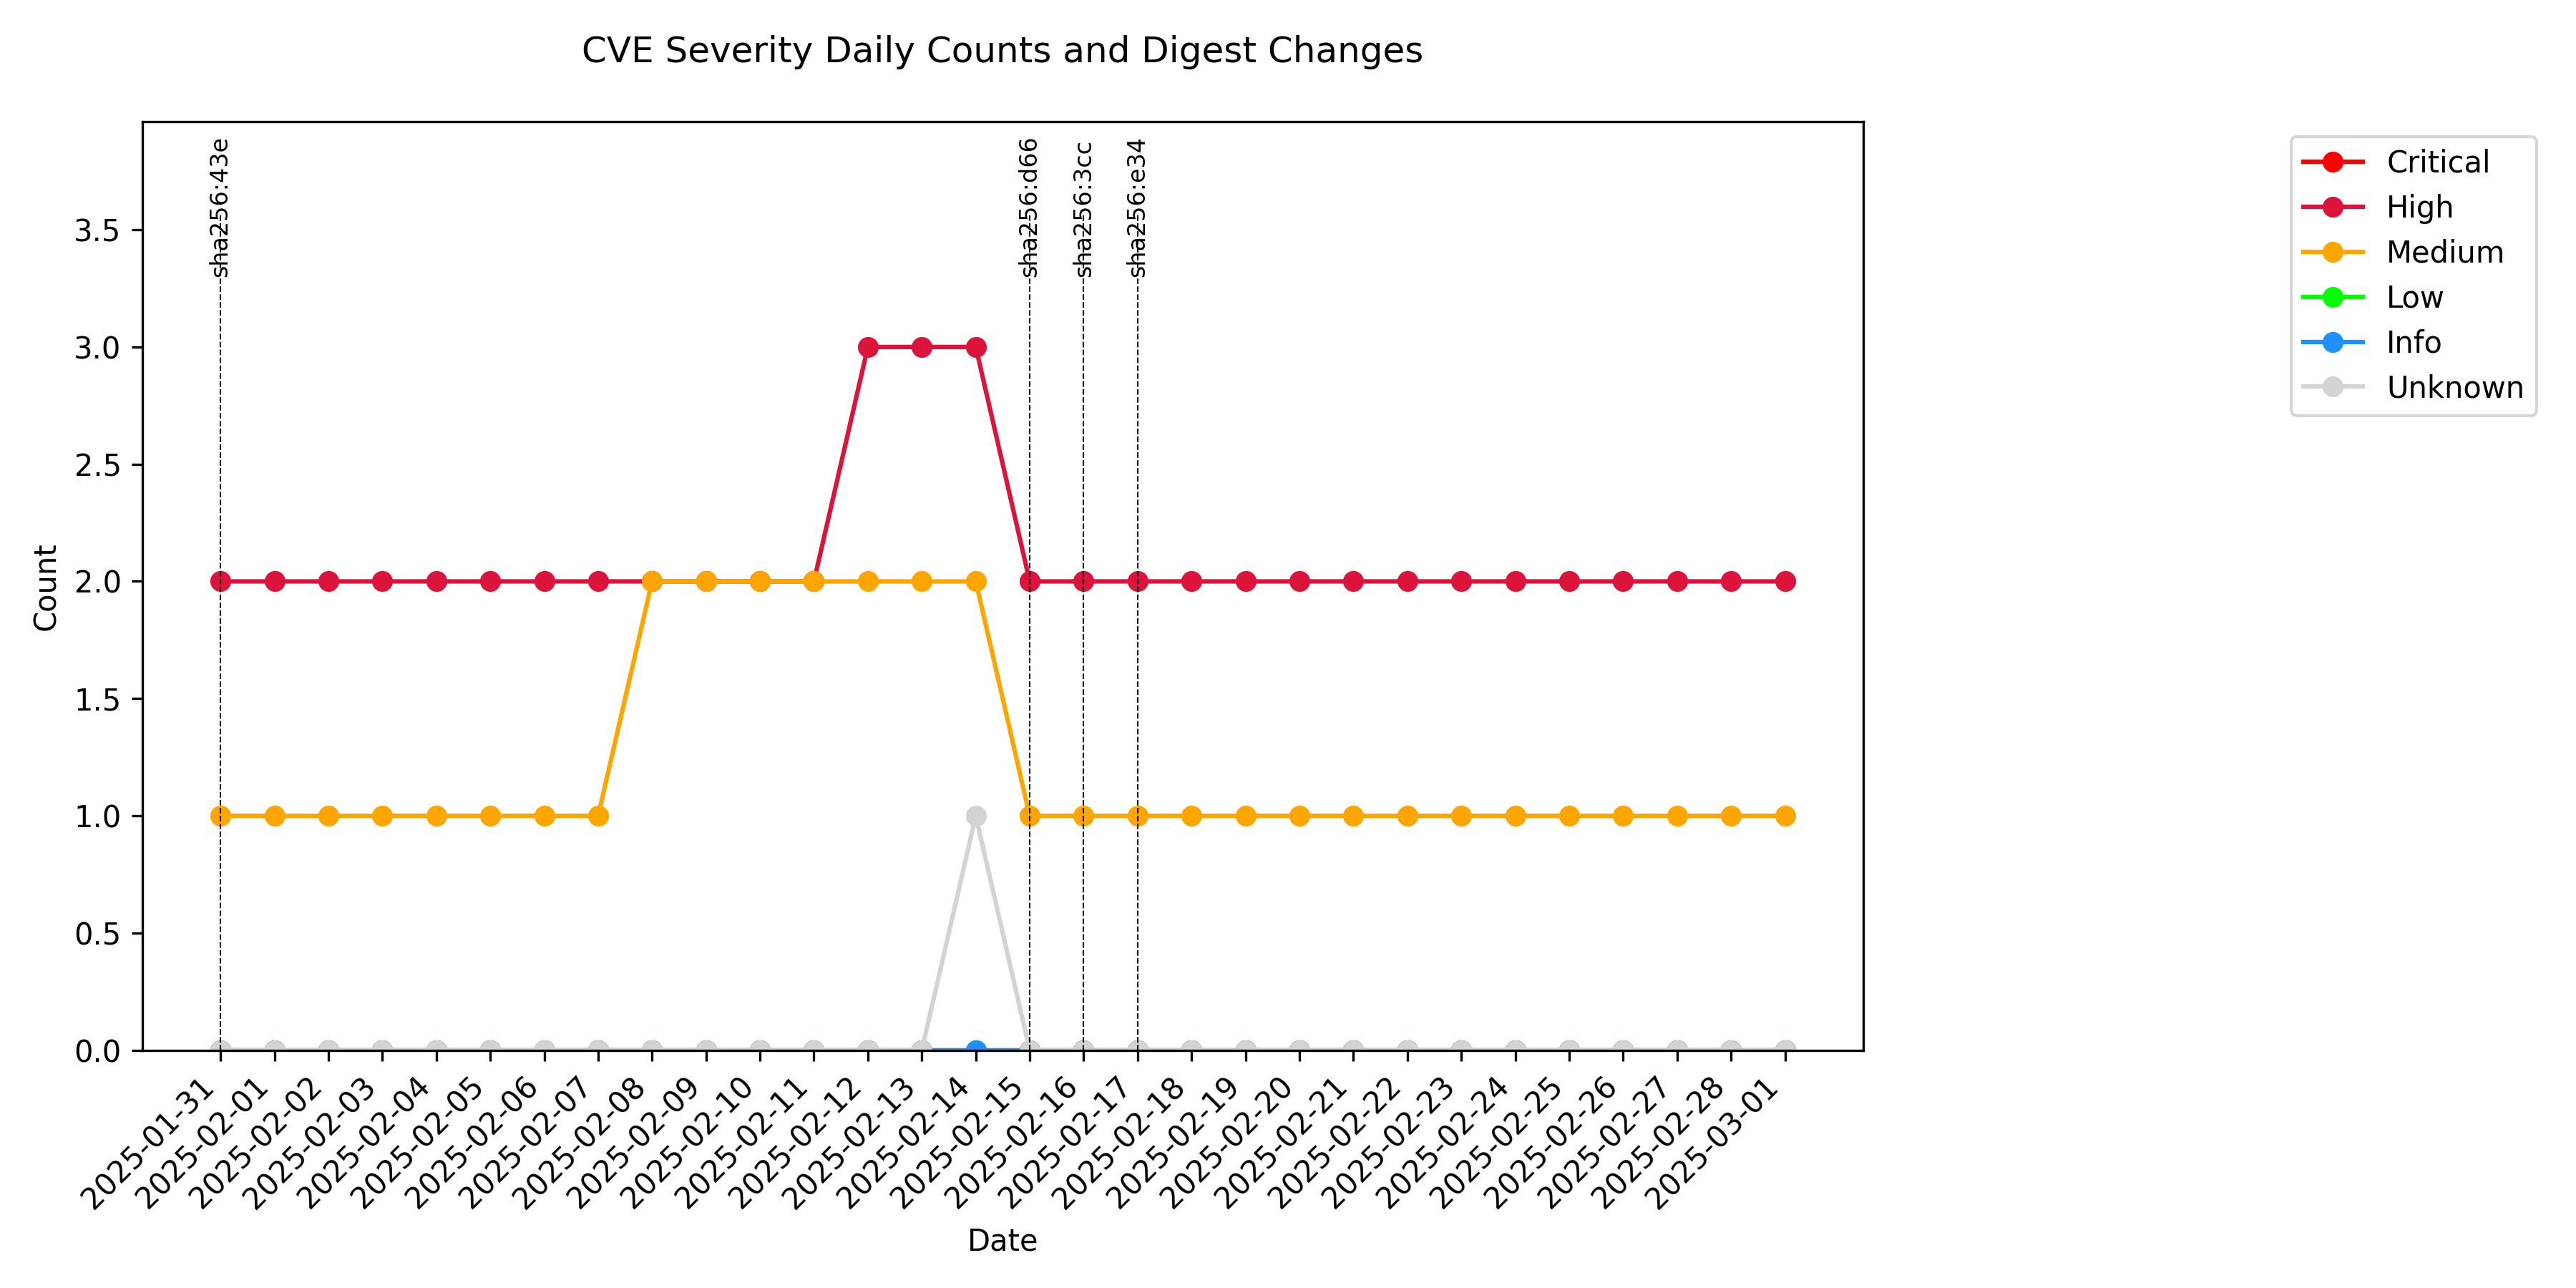 CVE Severity Daily Counts and Digest Changes
sha256:43e
sha256:d66
sha256:3cc
sha256:e34
Critical
High
Medium
Low
Info
Unknown
3.5
3.0
2.5
2.0
1.5
1.0
0.5
0.0
Count
2025-01-31
2025-02-01
2025-02-02
2025-02-03
2025-02-04
2025-02-05
2025-02-06
2025-02-07
2025-02-08
2025-02-09
2025-02-10
2025-02-11
2025-02-12
2025-02-13
2025-02-14
2025-02-15
2025-02-16
2025-02-17
2025-02-18
2025-02-19
2025-02-20
2025-02-21
2025-02-22
2025-02-23
2025-02-24
2025-02-25
2025-02-26
2025-02-27
2025-02-28
2025-03-01
Date